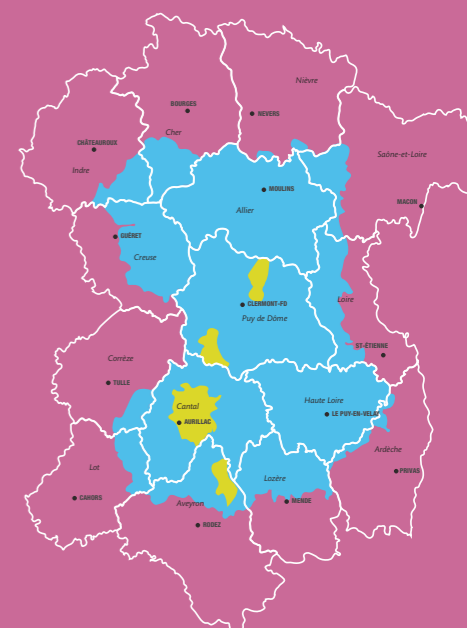 Nièvre
BOURGES
NEVERS
Cher
CHÂTEAUROUX
Saône-et-Loire
Indre
MOULINS
MACON
Allier
GUÉRET
Creuse
Loire
CLERMONT-FD
Puy de Dôme
ST-ÉTIENNE
Corrèze
TULLE
Cantal
Haute Loire
LE PUY-EN-VELAY
AURILLAC
Ardèche
Lot
PRIVAS
Lozère
CAHORS
Aveyron
MENDE
RODEZ